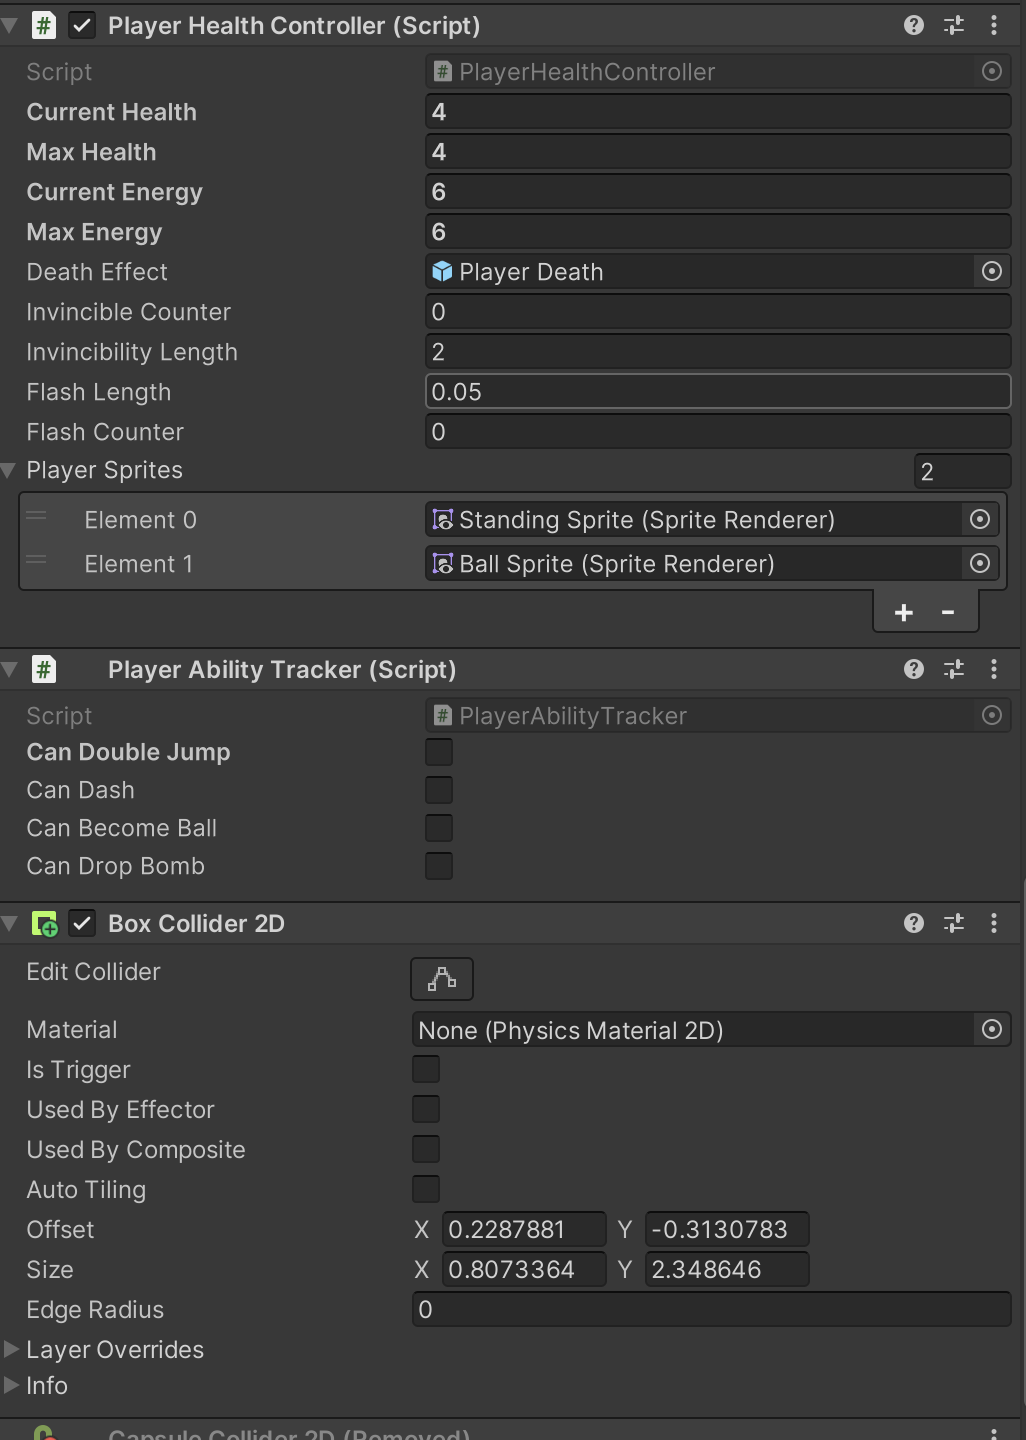 Player Health Controller (Script)
Script # PlayerHealthController
Current Health 4
Max Health 4
Current Energy 6
Max Energy 6
Death Effect Player Death
Invincible Counter 0
Invincibility Length 2
Flash Length 0.05
Flash Counter 0
Player Sprites 2
Element 0 Standing Sprite (Sprite Renderer)
Element 1 Ball Sprite (Sprite Renderer)
+ -
# Player Ability Tracker (Script)
Script # PlayerAbilityTracker
Can Double Jump
Can Dash
Can Become Ball
Can Drop Bomb
Box Collider 2D
Edit Collider
Material None (Physics Material 2D)
Is Trigger
Used By Effector
Used By Composite
Auto Tiling
Offset X 0.2287881 Y -0.3130783
Size X 0.8073364 Y 2.348646
Edge Radius 0
Layer Overrides
Info
Capsule Collider 2D (Removed)